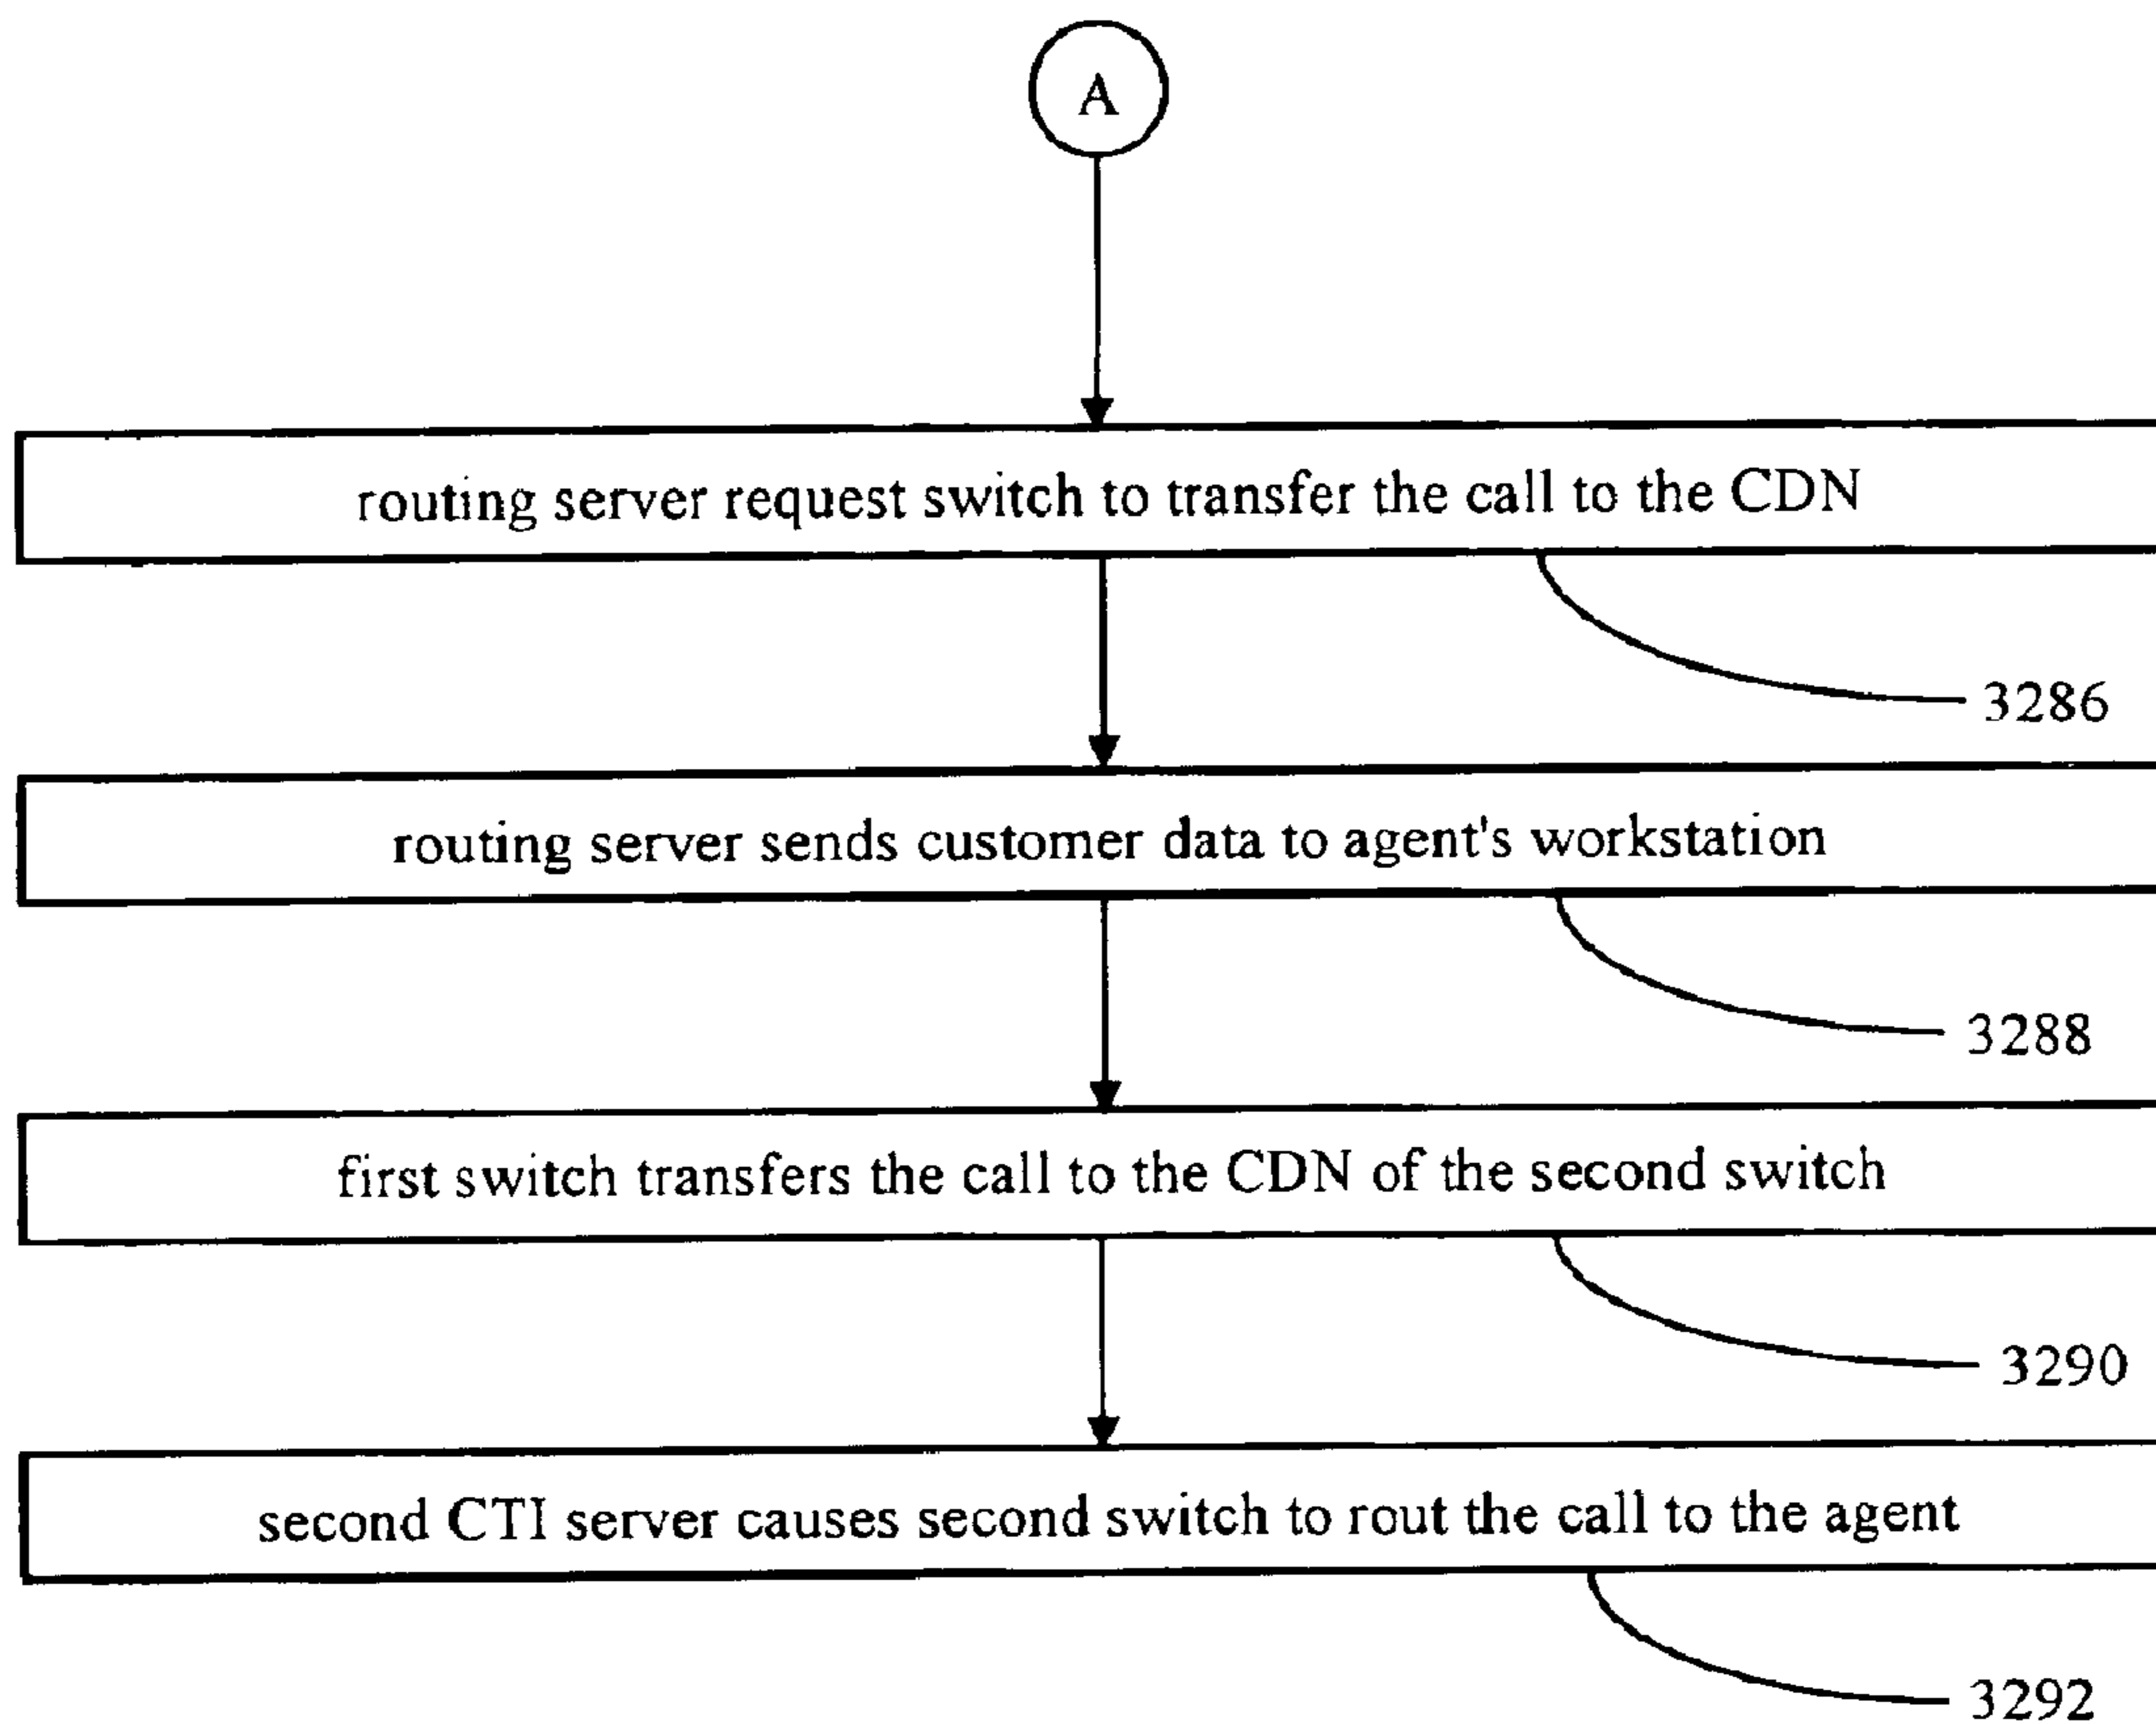 A
routing server request switch to transfer the call to the CDN
3286
routing server sends customer data to agent's workstation
3288
first switch transfers the call to the CDN of the second switch
3290
second CTI server causes second switch to rout the call to the agent
3292